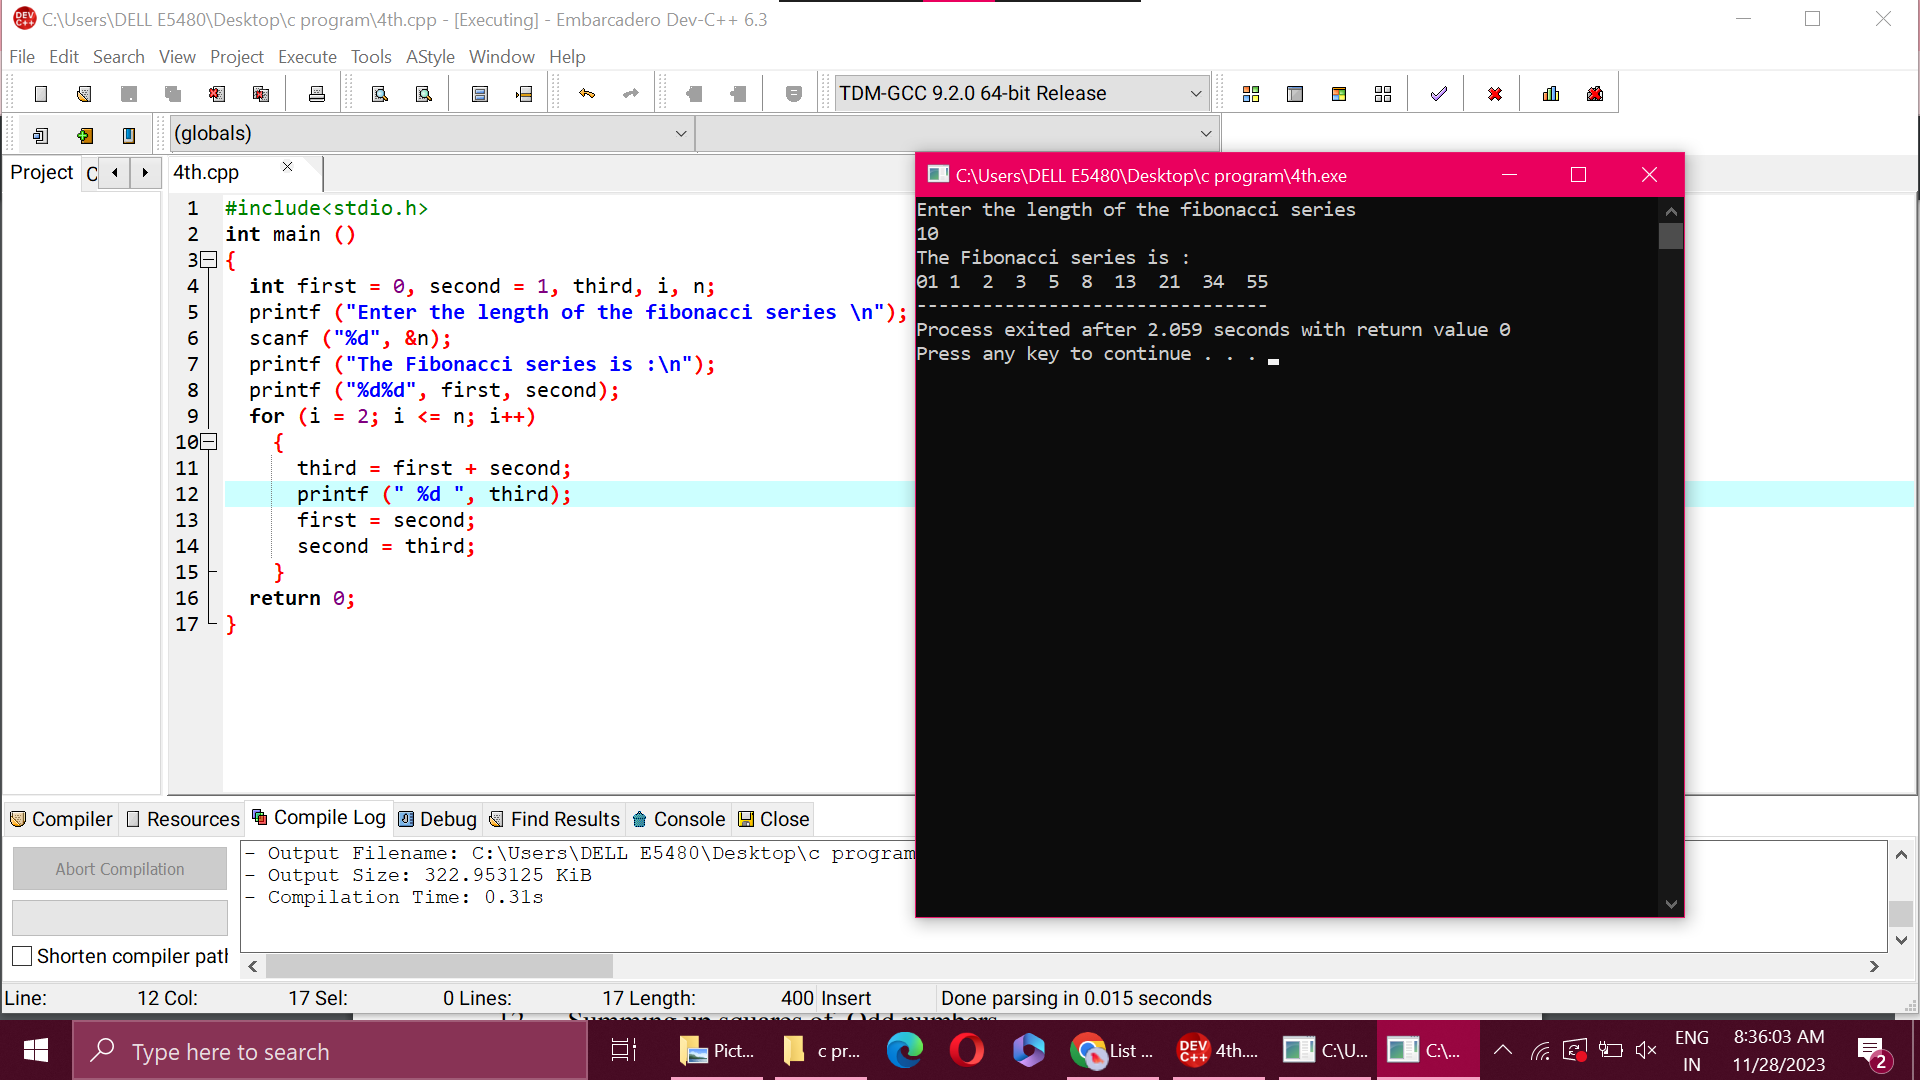 C:\Users\DELL E5480\Desktop\c program\4th.cpp - [Executing] - Embarcadero Dev-C++ 6.3
File Edit Search View Project Execute Tools AStyle Window Help
TDM-GCC 9.2.0 64-bit Release
(globals)
Project C
4th.cpp
1 #include<stdio.h>
2 int main ()
3 {
4 int first = 0, second = 1, third, i, n;
5 printf ("Enter the length of the fibonacci series \n");
6 scanf ("%d", &n);
7 printf ("The Fibonacci series is :\n");
8 printf ("%d%d", first, second);
9 for (i = 2; i <= n; i++)
10 {
11 third = first + second;
12 printf (" %d ", third);
13 first = second;
14 second = third;
15 }
16 return 0;
17 }
C:\Users\DELL E5480\Desktop\c program\4th.exe
Enter the length of the fibonacci series
10
The Fibonacci series is :
01 1  2  3  5  8  13  21  34  55
--------------------------------
Process exited after 2.059 seconds with return value 0
Press any key to continue . . .
Compiler Resources Compile Log Debug Find Results Console Close
Abort Compilation
- Output Filename: C:\Users\DELL E5480\Desktop\c program
- Output Size: 322.953125 KiB
- Compilation Time: 0.31s
Shorten compiler pat
Line: 12 Col: 17 Sel: 0 Lines: 17 Length: 400 Insert Done parsing in 0.015 seconds
Type here to search
Pict...
c pr...
List ...
DEV C++
4th....
C:\U...
C:\...
ENG
IN
8:36:03 AM
11/28/2023
2